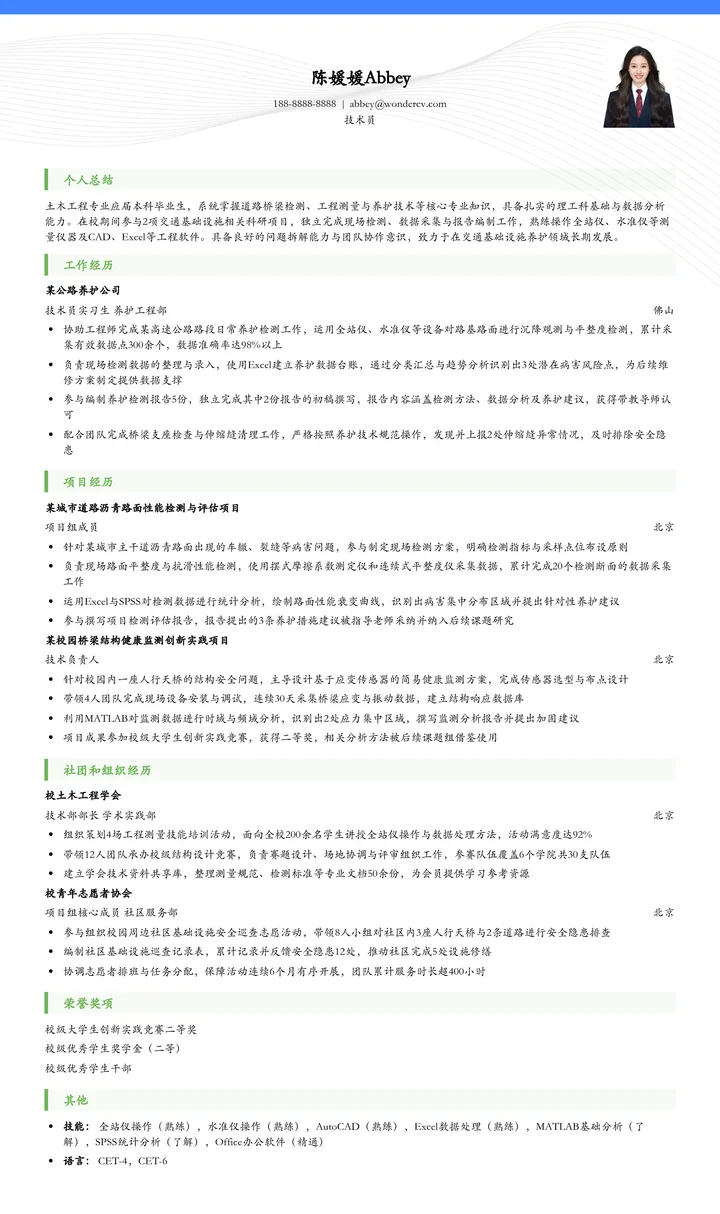 陈媛媛Abbey
188-8888-8888 | abbey@wondercv.com
技术员
个人总结
土木工程专业应届本科毕业生，系统掌握道路桥梁检测、工程测量与养护技术等核心专业知识，具备扎实的理工科基础与数据分析
能力。在校期间参与2项交通基础设施相关科研项目，独立完成现场检测、数据采集与报告编制工作，熟练操作全站仪、水准仪等测
量仪器及CAD、Excel等工程软件。具备良好的问题拆解能力与团队协作意识，致力于在交通基础设施养护领域长期发展。
工作经历
某公路养护公司
技术员实习生 养护工程部 佛山
• 协助工程师完成某高速公路路段日常养护检测工作，运用全站仪、水准仪等设备对路基路面进行沉降观测与平整度检测，累计采
集有效数据点300余个，数据准确率达98%以上
• 负责现场检测数据的整理与录入，使用Excel建立养护数据台账，通过分类汇总与趋势分析识别出3处潜在病害风险点，为后续维
修方案制定提供数据支撑
• 参与编制养护检测报告5份，独立完成其中2份报告的初稿撰写，报告内容涵盖检测方法、数据分析及养护建议，获得带教导师认
可
• 配合团队完成桥梁支座检查与伸缩缝清理工作，严格按照养护技术规范操作，发现并上报2处伸缩缝异常情况，及时排除安全隐
患
项目经历
某城市道路沥青路面性能检测与评估项目
项目组成员 北京
• 针对某城市主干道沥青路面出现的车辙、裂缝等病害问题，参与制定现场检测方案，明确检测指标与采样点位布设原则
• 负责现场路面平整度与抗滑性能检测，使用摆式摩擦系数测定仪和连续式平整度仪采集数据，累计完成20个检测断面的数据采集
工作
• 运用Excel与SPSS对检测数据进行统计分析，绘制路面性能衰变曲线，识别出病害集中分布区域并提出针对性养护建议
• 参与撰写项目检测评估报告，报告提出的3条养护措施建议被指导老师采纳并纳入后续课题研究
某校园桥梁结构健康监测创新实践项目
技术负责人 北京
• 针对校园内一座人行天桥的结构安全问题，主导设计基于应变传感器的简易健康监测方案，完成传感器选型与布点设计
• 带领4人团队完成现场设备安装与调试，连续30天采集桥梁应变与振动数据，建立结构响应数据库
• 利用MATLAB对监测数据进行时域与频域分析，识别出2处应力集中区域，撰写监测分析报告并提出加固建议
• 项目成果参加校级大学生创新实践竞赛，获得二等奖，相关分析方法被后续课题组借鉴使用
社团和组织经历
校土木工程学会
技术部部长 学术实践部 北京
• 组织策划4场工程测量技能培训活动，面向全校200余名学生讲授全站仪操作与数据处理方法，活动满意度达92%
• 带领12人团队承办校级结构设计竞赛，负责赛题设计、场地协调与评审组织工作，参赛队伍覆盖6个学院共30支队伍
• 建立学会技术资料共享库，整理测量规范、检测标准等专业文档50余份，为会员提供学习参考资源
校青年志愿者协会
项目组核心成员 社区服务部 北京
• 参与组织校园周边社区基础设施安全巡查志愿活动，带领8人小组对社区内3座人行天桥与2条道路进行安全隐患排查
• 编制社区基础设施巡查记录表，累计记录并反馈安全隐患12处，推动社区完成5处设施修缮
• 协调志愿者排班与任务分配，保障活动连续6个月有序开展，团队累计服务时长超400小时
荣誉奖项
校级大学生创新实践竞赛二等奖
校级优秀学生奖学金（二等）
校级优秀学生干部
其他
• 技能： 全站仪操作（熟练），水准仪操作（熟练），AutoCAD（熟练），Excel数据处理（熟练），MATLAB基础分析（了
解），SPSS统计分析（了解），Office办公软件（精通）
• 语言： CET-4，CET-6